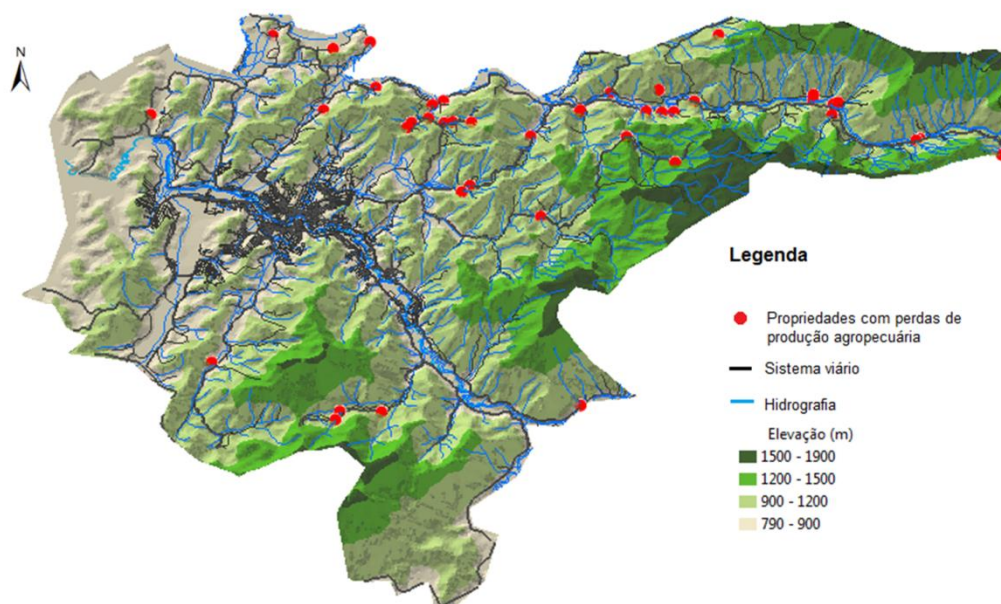 N
Legenda
Propriedades com perdas de
produção agropecuária
Sistema viário
Hidrografia
Elevação (m)
1500 - 1900
1200 - 1500
900 - 1200
790 - 900